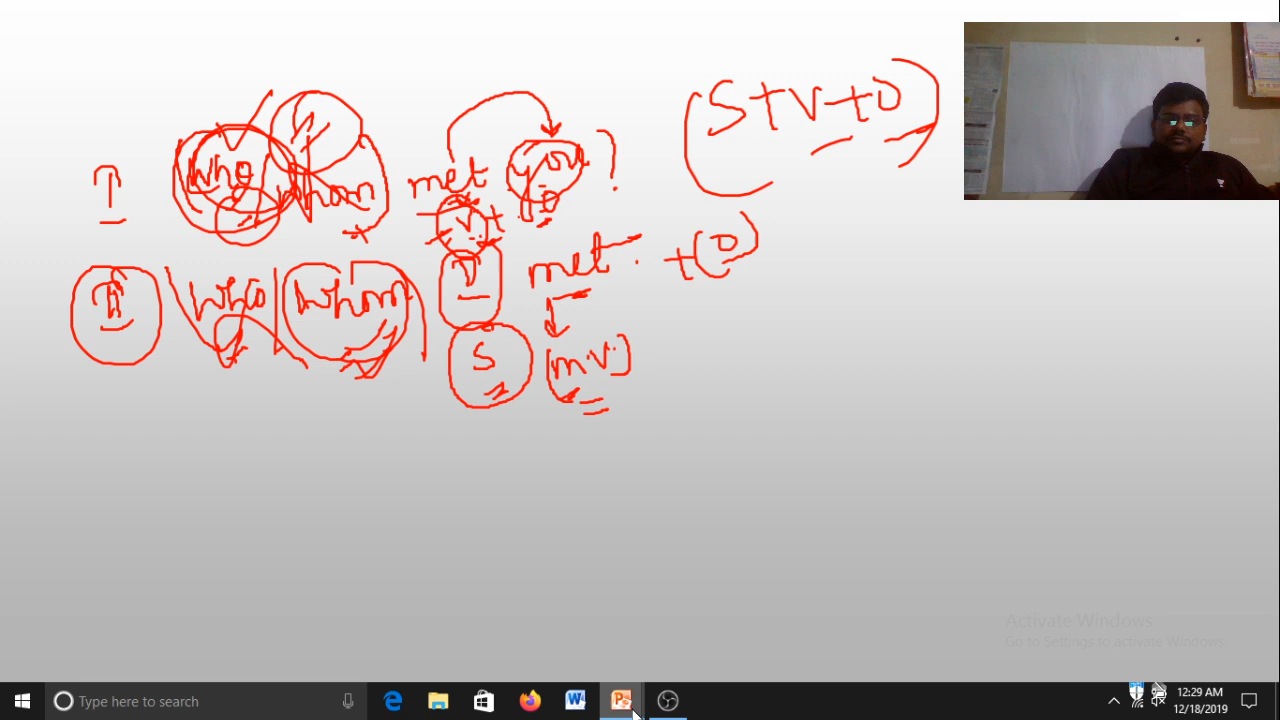 (S+V+O)
I who / whom met you ?
V+ O
II who / whom I met. +(O)
S (m.v.)
Activate Windows
Go to Settings to activate Windows.
Type here to search
12:29 AM
12/18/2019